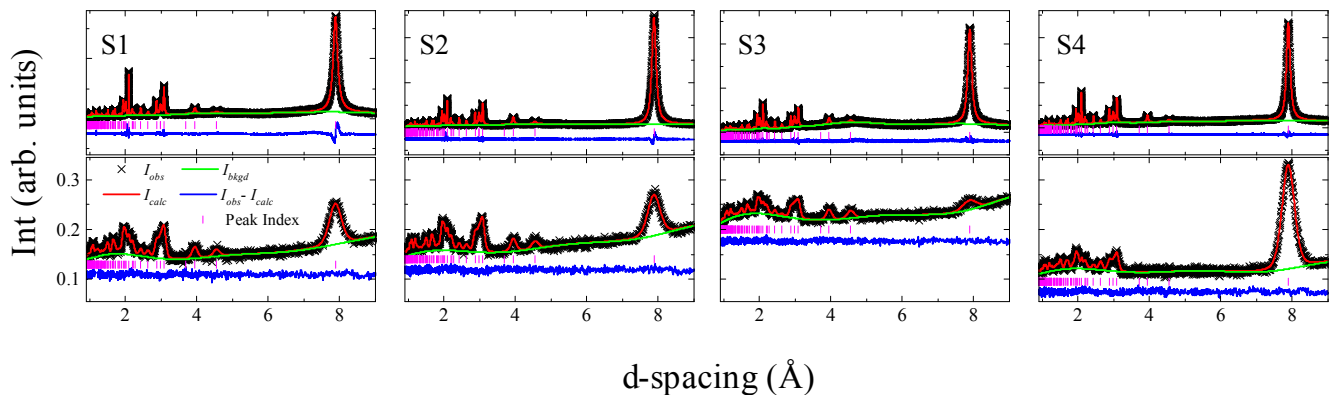 S1
S2
S3
S4
Int (arb. units)
I_obs
I_bkgd
I_calc
I_obs - I_calc
Peak Index
0.3
0.2
0.1
2 4 6 8
2 4 6 8
2 4 6 8
2 4 6 8
d-spacing (Å)